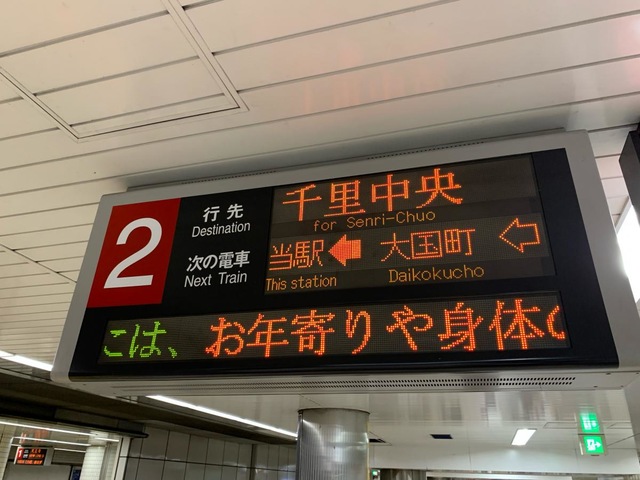 2
行先
Destination
千里中央
for Senri-Chuo
次の電車
Next Train
当駅 ← 大国町 ←
This station Daikokucho
こは、お年寄りや身体の